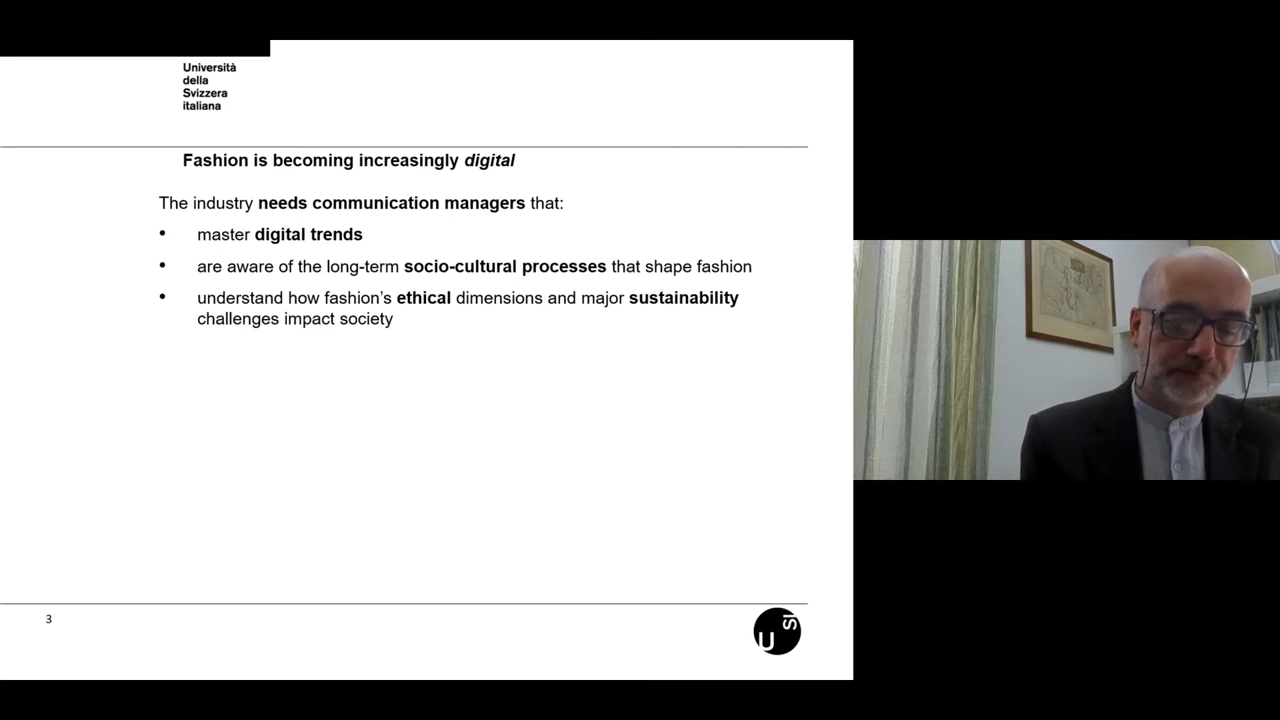 Università
della
Svizzera
italiana
Fashion is becoming increasingly digital
The industry needs communication managers that:
• master digital trends
• are aware of the long-term socio-cultural processes that shape fashion
• understand how fashion’s ethical dimensions and major sustainability
challenges impact society
3
U
SI